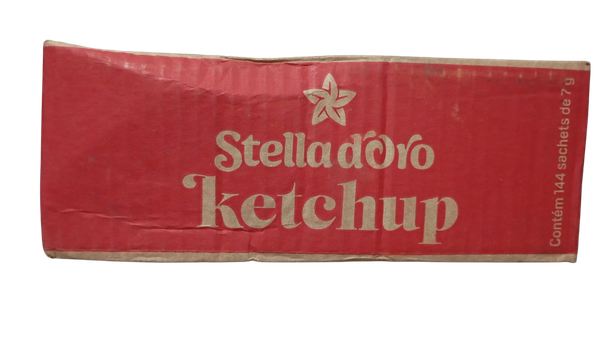 Stella d'Oro
ketchup
Contém 144 sachets de 7 g